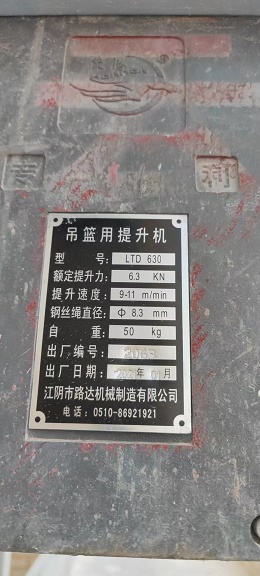 吊篮用提升机
型 号: LTD 630
额定提升力: 6.3 KN
提升速度: 9-11 m/min
钢丝绳直径: Φ 8.3 mm
自 重: 50 kg
出厂编号:
出厂日期: 年 月
江阴市路达机械制造有限公司
电话: 0510-86921921